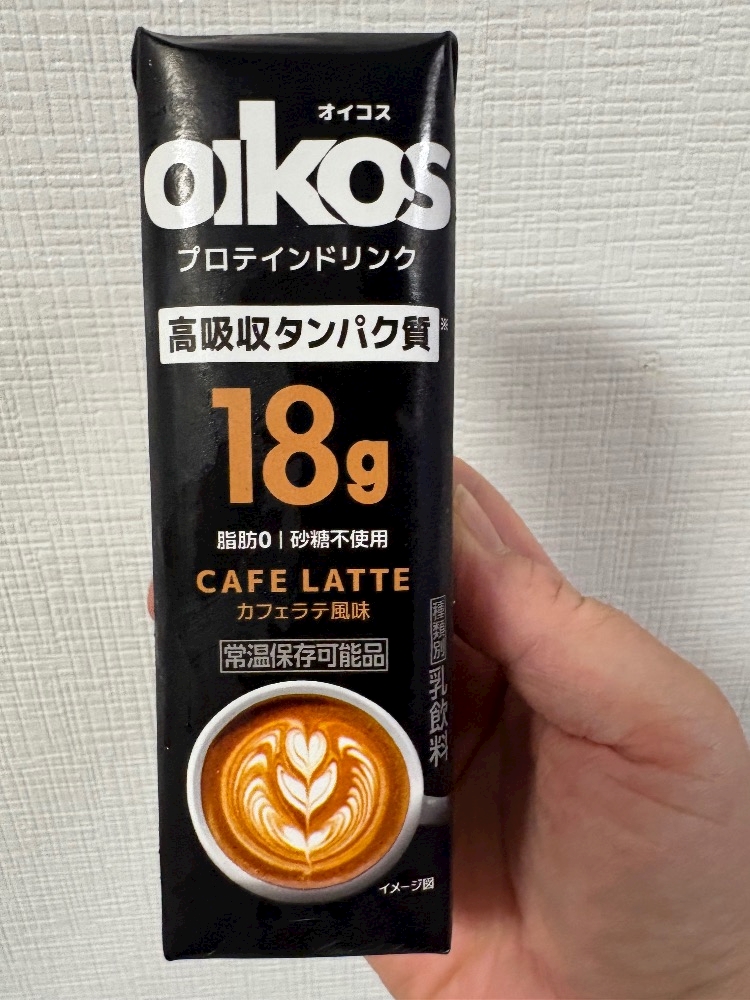 オイコス
oikos
プロテインドリンク
高吸収タンパク質※
18g
脂肪0 | 砂糖不使用
CAFE LATTE
カフェラテ風味
常温保存可能品
種類別
乳飲料
イメージ図